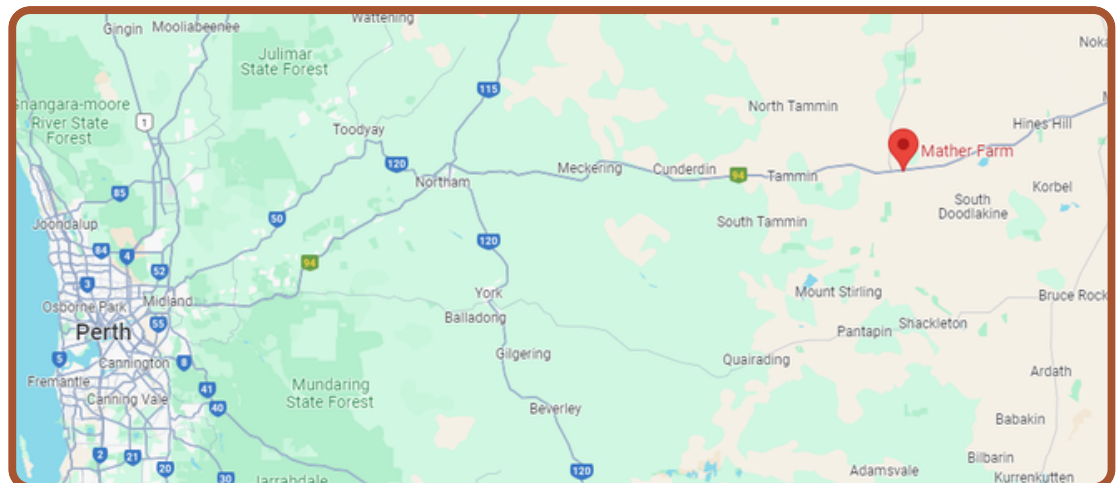 Gingin
Mooliabeenee
Wattening
Julimar
State Forest
Gnangara-moore
River State
Forest
1
115
Toodyay
120
Northam
Meckering
Cunderdin
94
Tammin
North Tammin
Hines Hill
Mather Farm
South
Doodlakine
Korbel
South Tammin
85
Joondalup
50
84
4
52
94
120
3
Osborne Park
Midland
York
Balladong
Mount Stirling
Bruce Rock
Perth
55
Pantapin
Shackleton
5
Cannington
8
Gilgering
Quairading
Ardath
Fremantle
41
Canning Vale
40
Mundaring
State Forest
Beverley
Babakin
2
21
20
30
120
Adamsvale
Bilbarin
Kurrenkutten
Jarrahdale